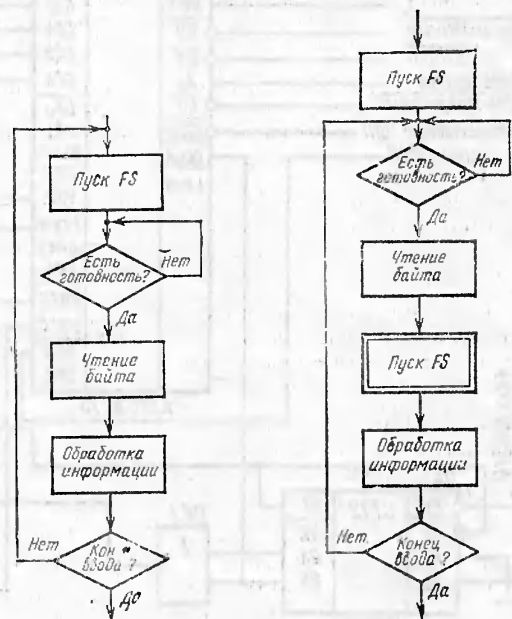 Пуск FS
Есть
готовность?
Нет
Да
Чтение
байта
Обработка
информации
Нет
Кон
ввода ?
До
Пуск FS
Есть
готовность?
Нет
Да
Чтение
байта
Пуск FS
Обработка
информации
Нет.
Конец
ввода ?
Да